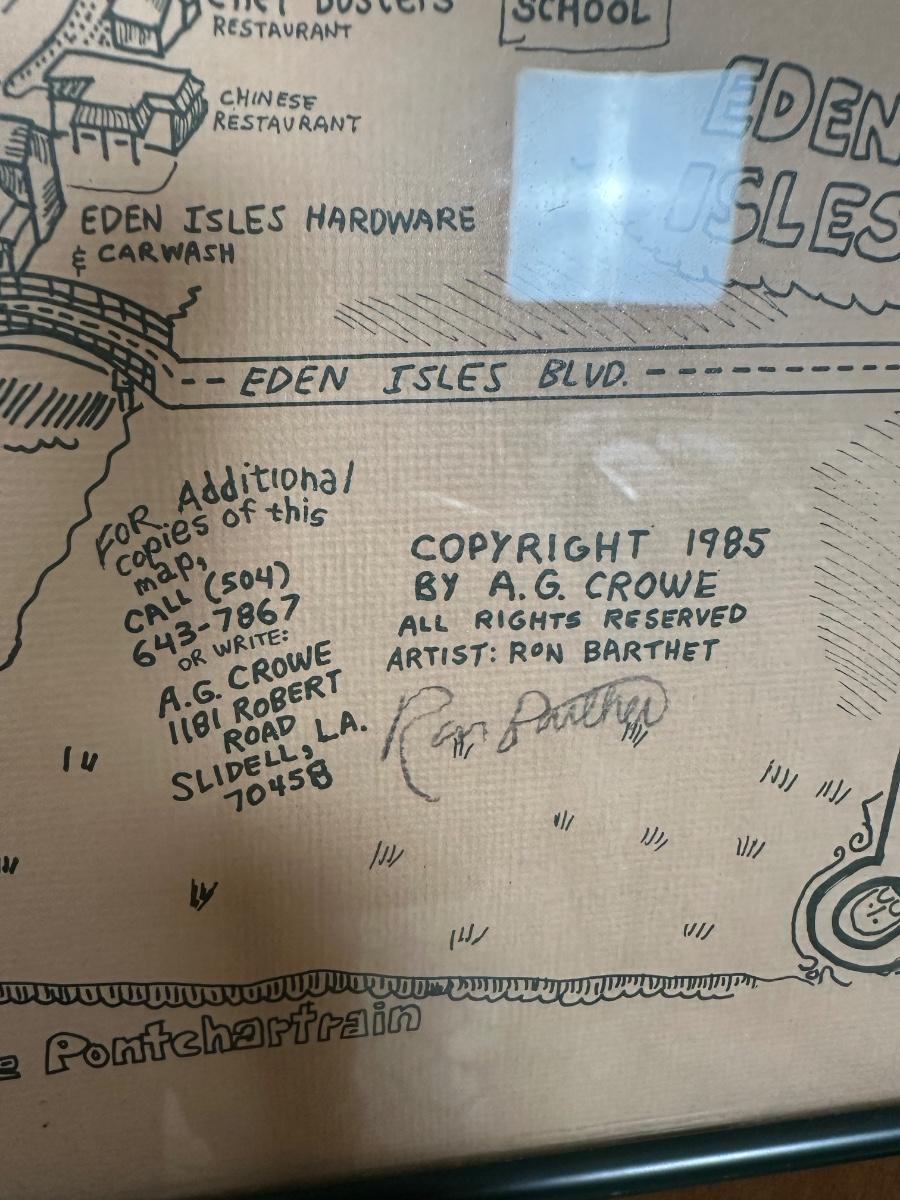 Busters
RESTAURANT
SCHOOL
CHINESE
RESTAURANT
EDEN
ISLES
EDEN ISLES HARDWARE
& CARWASH
EDEN ISLES BLVD.
FOR Additional
copies of this
map,
CALL (504)
643-7867
OR WRITE:
A.G. CROWE
1181 ROBERT
ROAD
SLIDELL, LA.
70458
COPYRIGHT 1985
BY A.G. CROWE
ALL RIGHTS RESERVED
ARTIST: RON BARTHET
Ron Barthet
e Pontchartrain